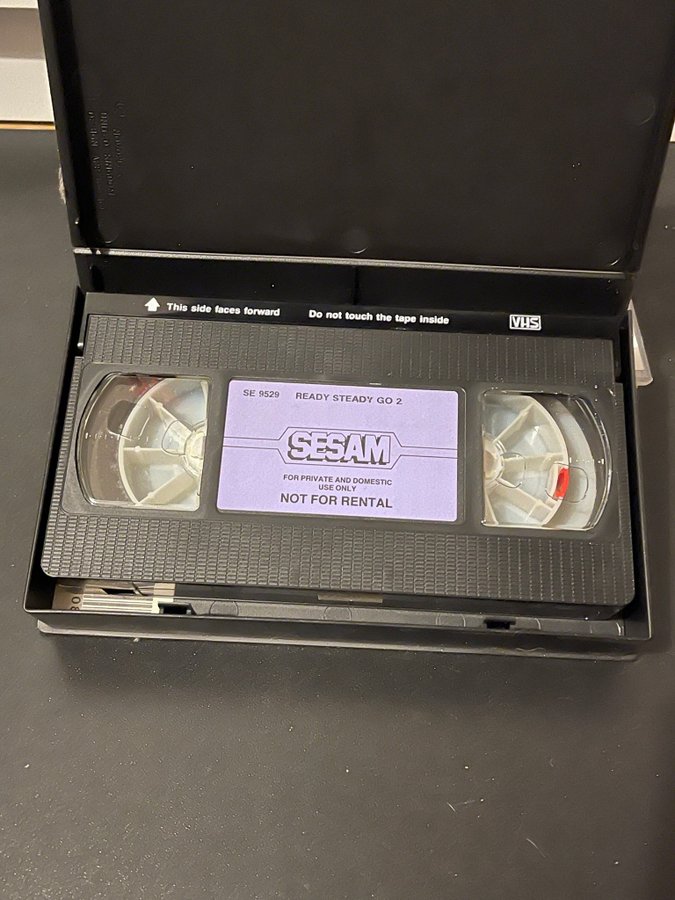 This side faces forward
Do not touch the tape inside
VHS
SE 9529 READY STEADY GO 2
SESAM
FOR PRIVATE AND DOMESTIC
USE ONLY
NOT FOR RENTAL